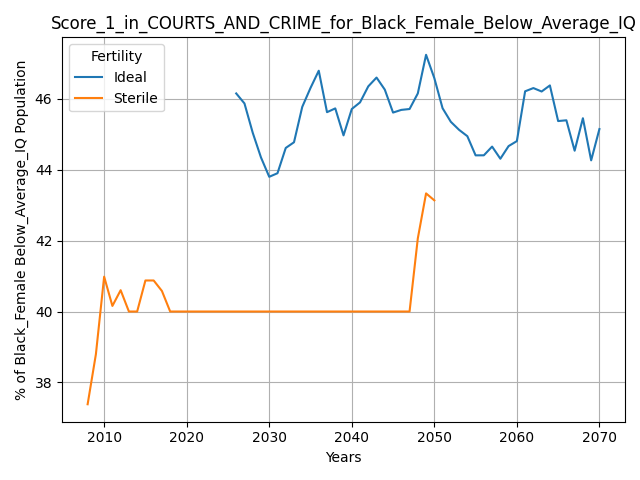 Score_1_in_COURTS_AND_CRIME_for_Black_Female_Below_Average_IQ
Fertility
Ideal
Sterile
% of Black_Female Below_Average_IQ Population
46
44
42
40
38
2010 2020 2030 2040 2050 2060 2070
Years